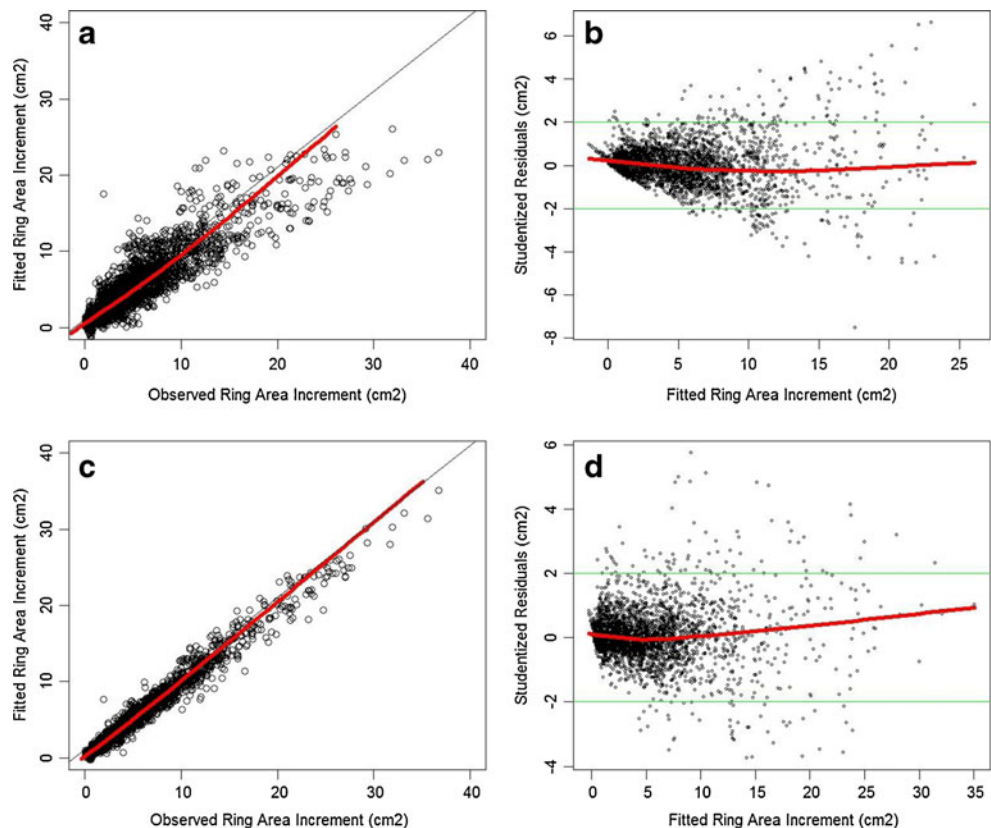 a
Fitted Ring Area Increment (cm2)
40
30
20
10
0
0 10 20 30 40
Observed Ring Area Increment (cm2)
b
Studentized Residuals (cm2)
6
4
2
0
-2
-4
-6
-8
0 5 10 15 20 25
Fitted Ring Area Increment (cm2)
c
Fitted Ring Area Increment (cm2)
40
30
20
10
0
0 10 20 30 40
Observed Ring Area Increment (cm2)
d
Studentized Residuals (cm2)
6
4
2
0
-2
-4
0 5 10 15 20 25 30 35
Fitted Ring Area Increment (cm2)